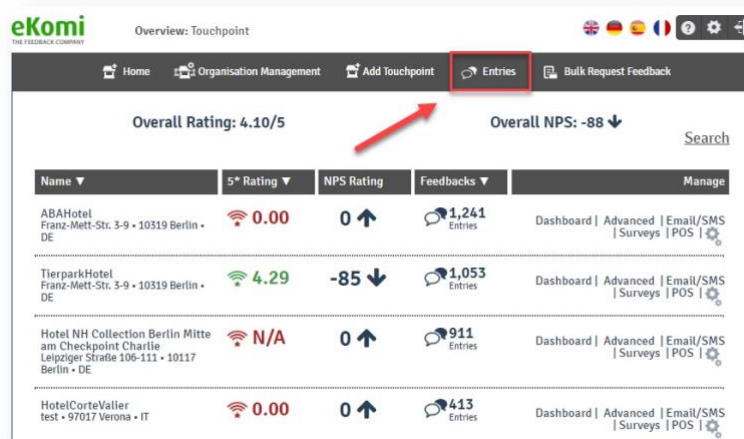 eKomi
THE FEEDBACK COMPANY
Overview: Touchpoint
Home
Organisation Management
Add Touchpoint
Entries
Bulk Request Feedback
Overall Rating: 4.10/5
Overall NPS: -88
Search
Name ▼ 5* Rating ▼ NPS Rating Feedbacks ▼ Manage
ABAHotel
Franz-Mett-Str. 3-9 • 10319 Berlin •
DE
0.00
0
1,241
Entries
Dashboard | Advanced | Email/SMS
| Surveys | POS |
TierparkHotel
Franz-Mett-Str. 3-9 • 10319 Berlin •
DE
4.29
-85
1,053
Entries
Dashboard | Advanced | Email/SMS
| Surveys | POS |
Hotel NH Collection Berlin Mitte
am Checkpoint Charlie
Leipziger Straße 106-111 • 10117
Berlin • DE
N/A
0
911
Entries
Dashboard | Advanced | Email/SMS
| Surveys | POS |
HotelCorteValier
test • 97017 Verona • IT
0.00
0
413
Entries
Dashboard | Advanced | Email/SMS
| Surveys | POS |